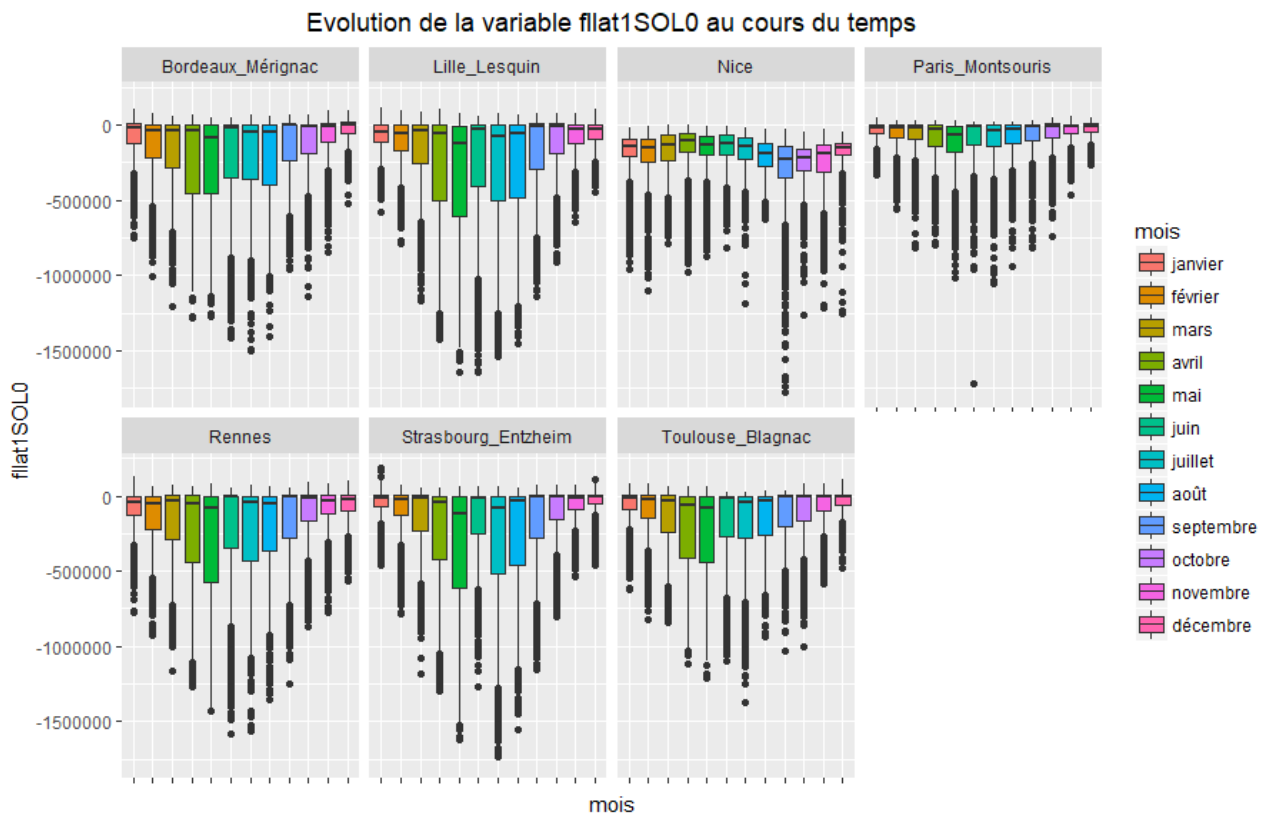 Evolution de la variable fllat1SOL0 au cours du temps
Bordeaux_Mérignac
Lille_Lesquin
Nice
Paris_Montsouris
0
-500000
-1000000
-1500000
Rennes
Strasbourg_Entzheim
Toulouse_Blagnac
0
-500000
-1000000
-1500000
fllat1SOL0
mois
mois
janvier
février
mars
avril
mai
juin
juillet
août
septembre
octobre
novembre
décembre